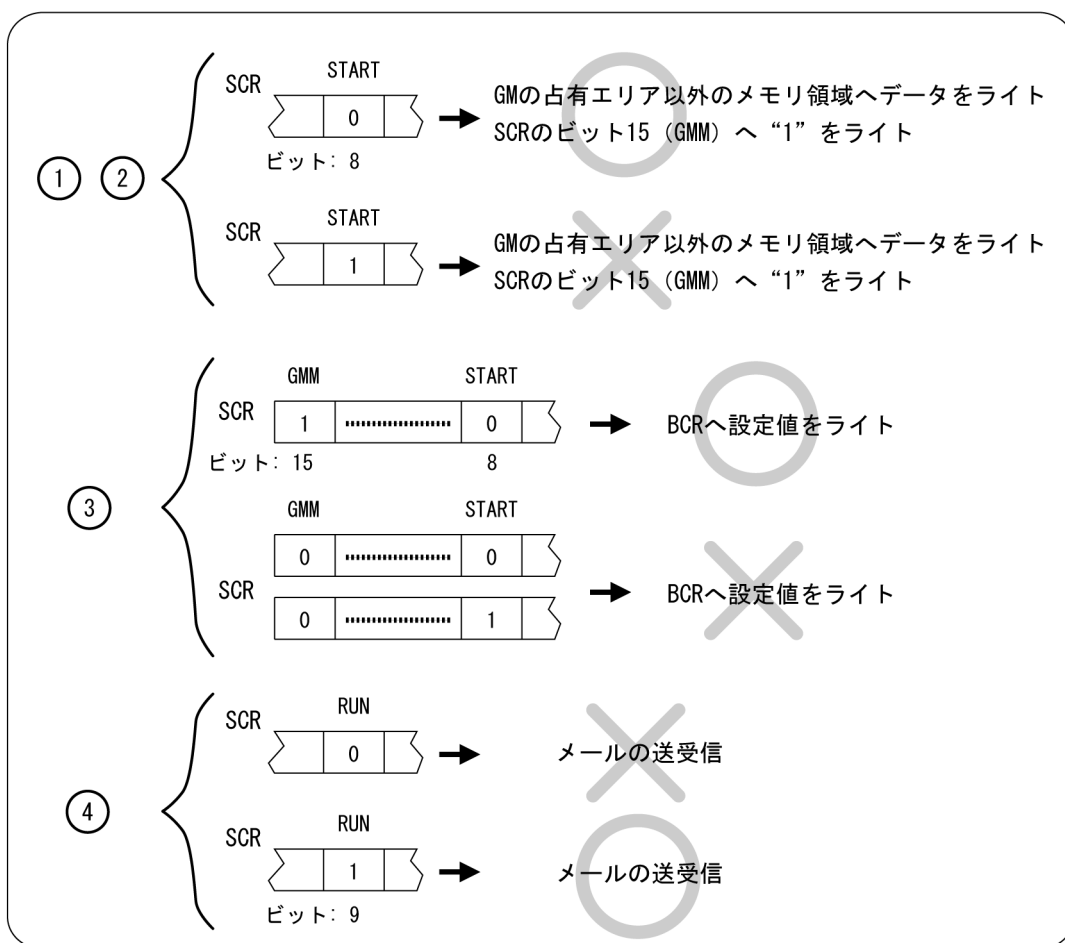 START
SCR
0
GMの占有エリア以外のメモリ領域へデータをライト
SCRのビット15（GMM）へ“1”をライト
ビット: 8
① ②
START
SCR
1
GMの占有エリア以外のメモリ領域へデータをライト
SCRのビット15（GMM）へ“1”をライト
GMM START
SCR
1 0
BCRへ設定値をライト
ビット: 15 8
③
GMM START
0 0
SCR
BCRへ設定値をライト
0 1
RUN
SCR
0
メールの送受信
④
RUN
SCR
1
メールの送受信
ビット: 9